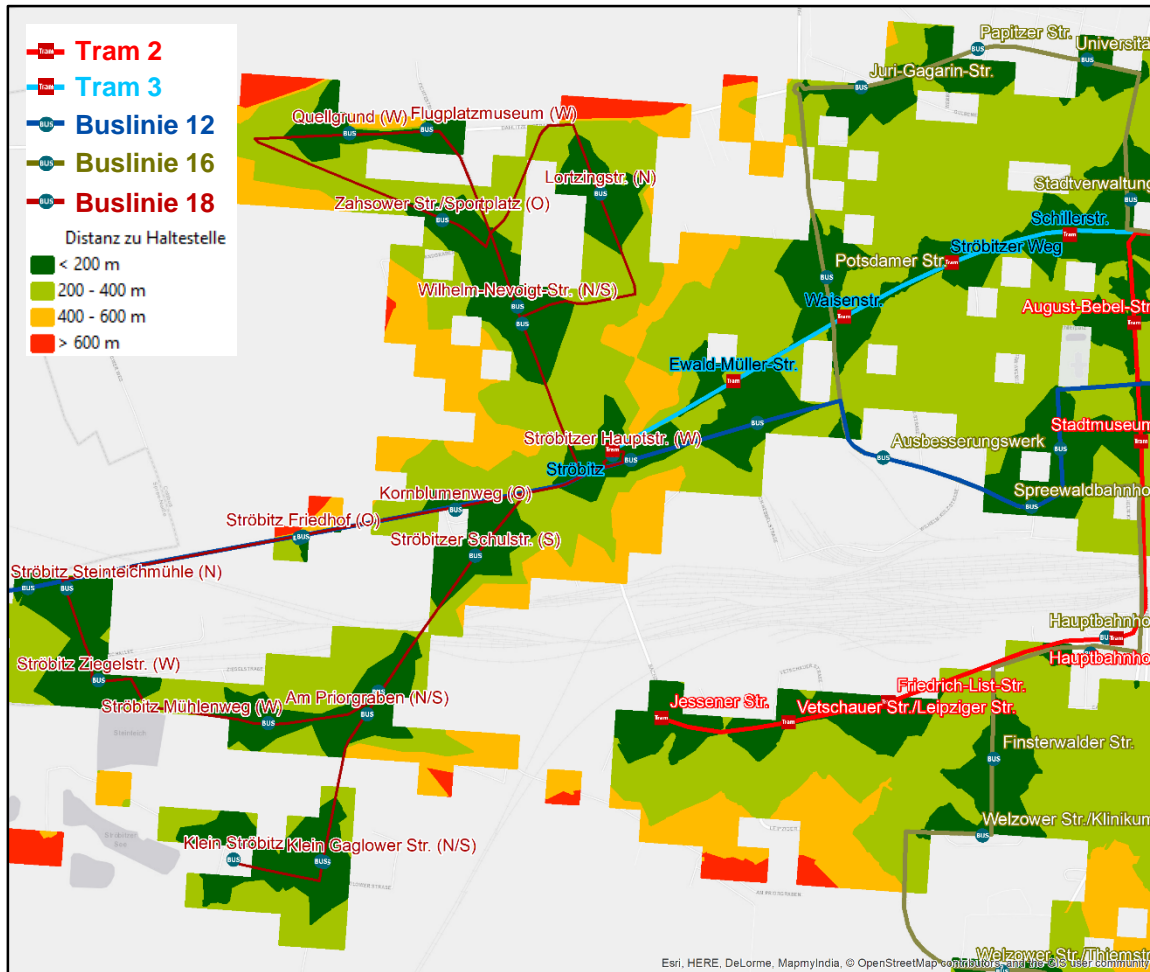 Tram 2
Tram 3
Buslinie 12
Buslinie 16
Buslinie 18
Distanz zu Haltestelle
< 200 m
200 - 400 m
400 - 600 m
> 600 m
Papitzer Str.
Universität
Juri-Gagarin-Str.
Quellgrund (W)
Flugplatzmuseum (W)
Lortzingstr. (N)
Zahsower Str./Sportplatz (O)
Stadtverwaltung
Schillerstr.
Ströbitzer Weg
Potsdamer Str.
Wilhelm-Nevoigt-Str. (N/S)
Waisenstr.
August-Bebel-Str.
Ewald-Müller-Str.
Stadtmuseum
Ströbitzer Hauptstr. (W)
Ausbesserungswerk
Ströbitz
Kornblumenweg (O)
Spreewaldbahnhof
Ströbitz Friedhof (O)
Ströbitzer Schulstr. (S)
Ströbitz Steinteichmühle (N)
Hauptbahnhof
Hauptbahnhof
Ströbitz Ziegelstr. (W)
Friedrich-List-Str.
Am Priorgraben (N/S)
Jessener Str.
Vetschauer Str./Leipziger Str.
Ströbitz Mühlenweg (W)
Finsterwalder Str.
Welzower Str./Klinikum
Klein Ströbitz
Klein Gaglower Str. (N/S)
Welzower Str./Thiemstr.
Esri, HERE, DeLorme, MapmyIndia, © OpenStreetMap contributors, and the GIS user community